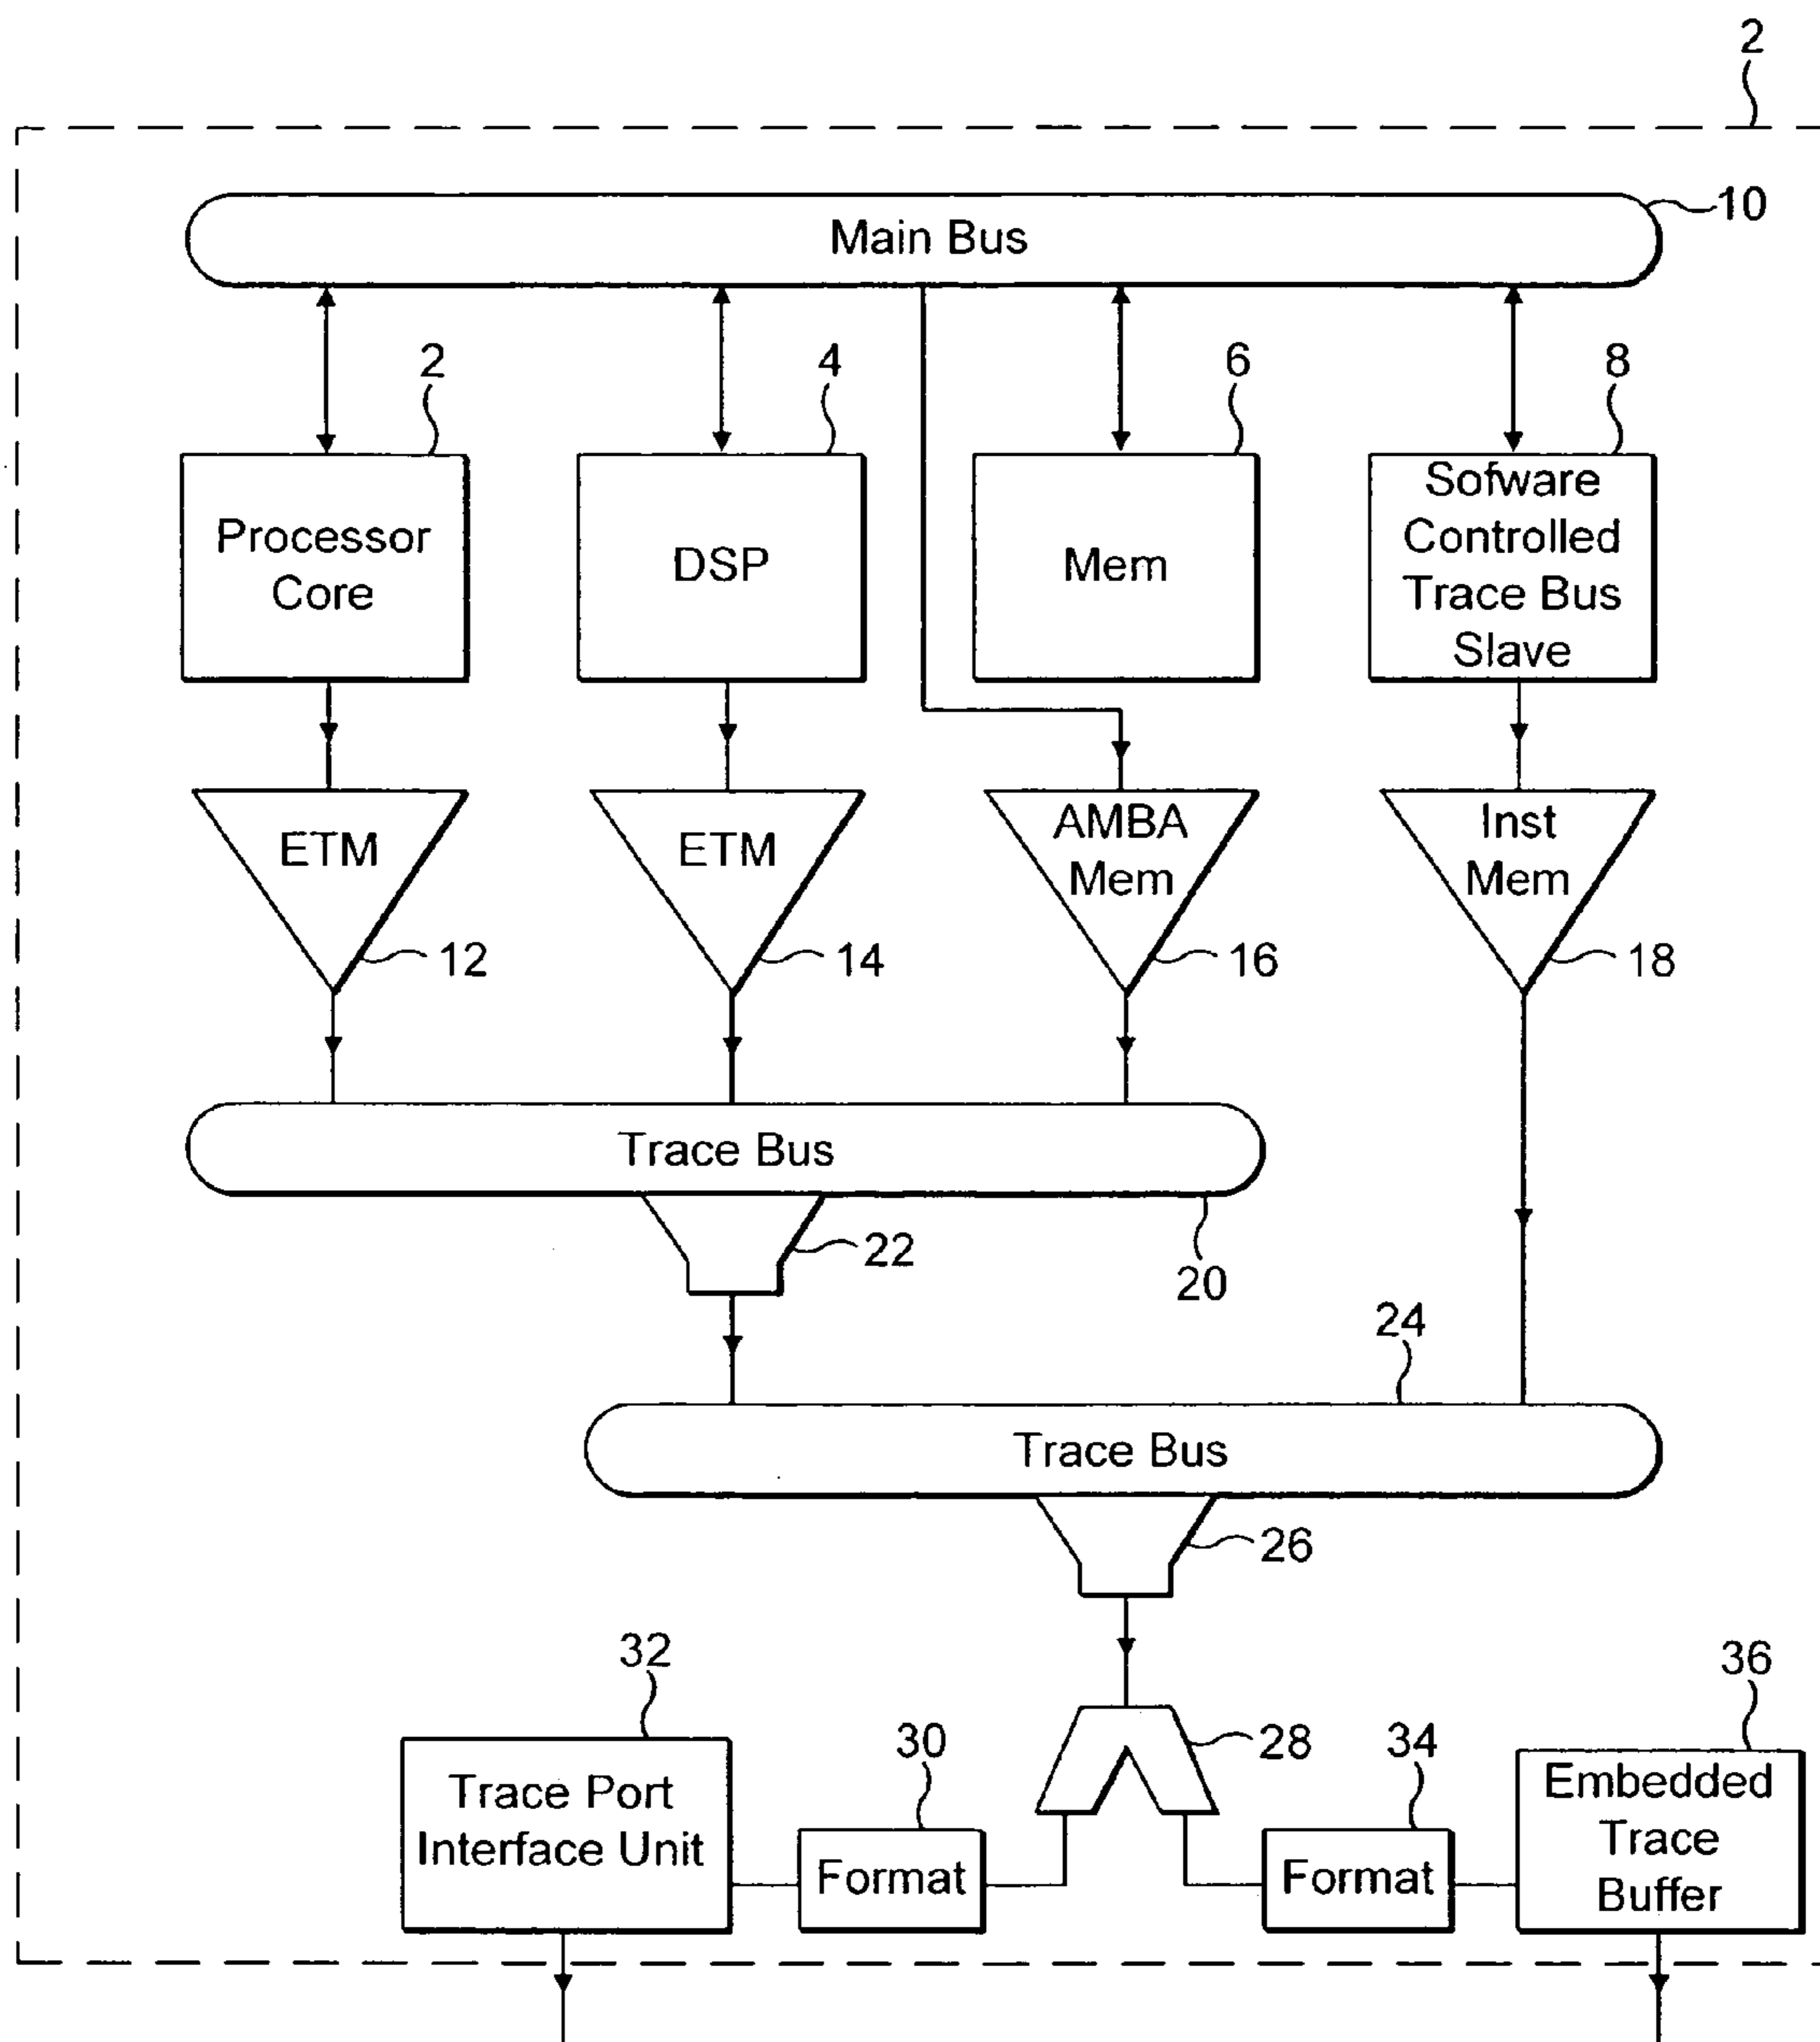 2
Main Bus
10
2
4
6
8
Processor
Core
DSP
Mem
Sofware
Controlled
Trace Bus
Slave
ETM
ETM
AMBA
Mem
Inst
Mem
12
14
16
18
Trace Bus
22
20
24
Trace Bus
26
32
36
30
28
34
Trace Port
Interface Unit
Format
Format
Embedded
Trace
Buffer